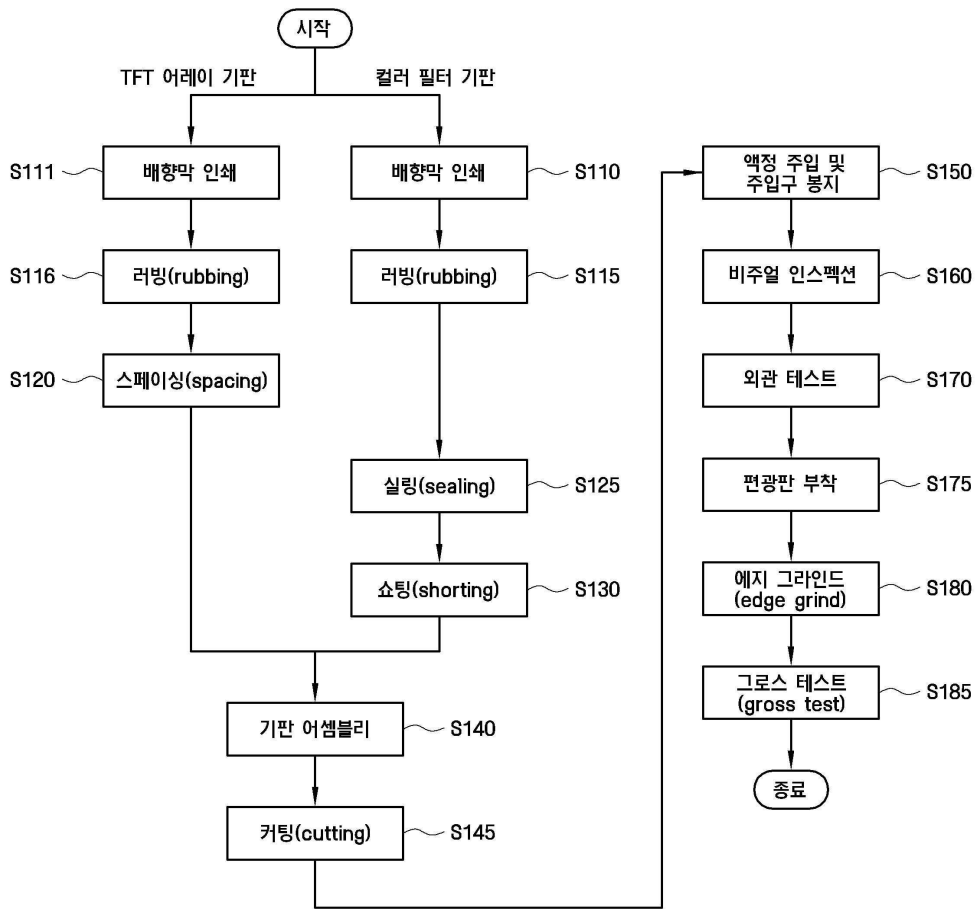 시작
TFT 어레이 기판
컬러 필터 기판
S111
배향막 인쇄
배향막 인쇄
S110
S116
러빙(rubbing)
러빙(rubbing)
S115
S120
스페이싱(spacing)
실링(sealing)
S125
쇼팅(shorting)
S130
기판 어셈블리
S140
커팅(cutting)
S145
액정 주입 및
주입구 봉지
S150
비주얼 인스펙션
S160
외관 테스트
S170
편광판 부착
S175
에지 그라인드
(edge grind)
S180
그로스 테스트
(gross test)
S185
종료